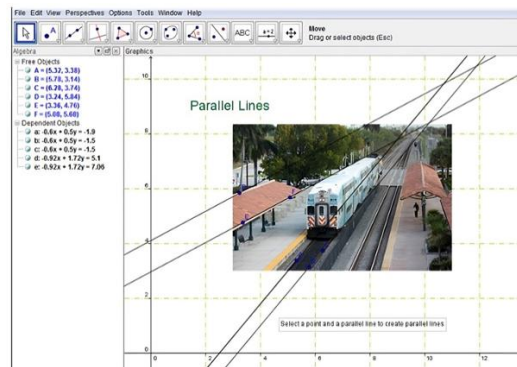 File Edit View Perspectives Options Tools Window Help
ABC
a=2
Move
Drag or select objects (Esc)
Algebra
Graphics
Free Objects
A = (5.32, 3.38)
B = (5.78, 3.14)
C = (6.28, 3.74)
D = (3.24, 5.84)
E = (3.36, 4.76)
F = (5.08, 5.68)
Dependent Objects
a: -0.6x + 0.5y = -1.9
b: -0.6x + 0.5y = -1.5
c: -0.6x + 0.5y = -1.5
d: -0.92x + 1.72y = 5.1
e: -0.92x + 1.72y = 7.06
Parallel Lines
Select a point and a parallel line to create parallel lines
10
8
6
4
2
0
0 2 4 6 8 10 12